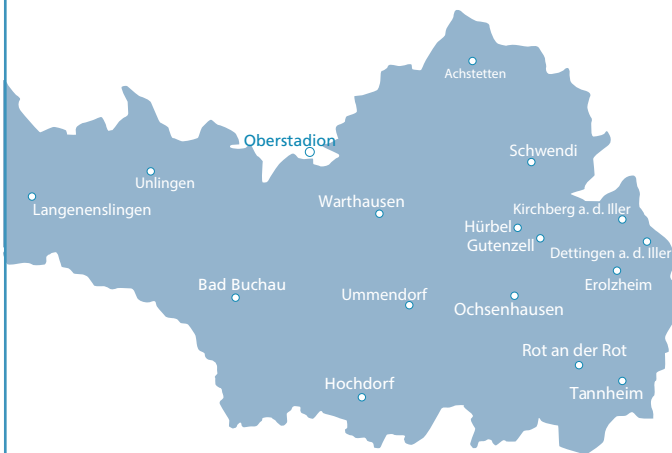 Achstetten
Oberstadion
Schwendi
Unlingen
Langenenslingen
Warthausen
Kirchberg a. d. Iller
Hürbel
Gutenzell
Dettingen a. d. Iller
Bad Buchau
Ummendorf
Erolzheim
Ochsenhausen
Rot an der Rot
Hochdorf
Tannheim